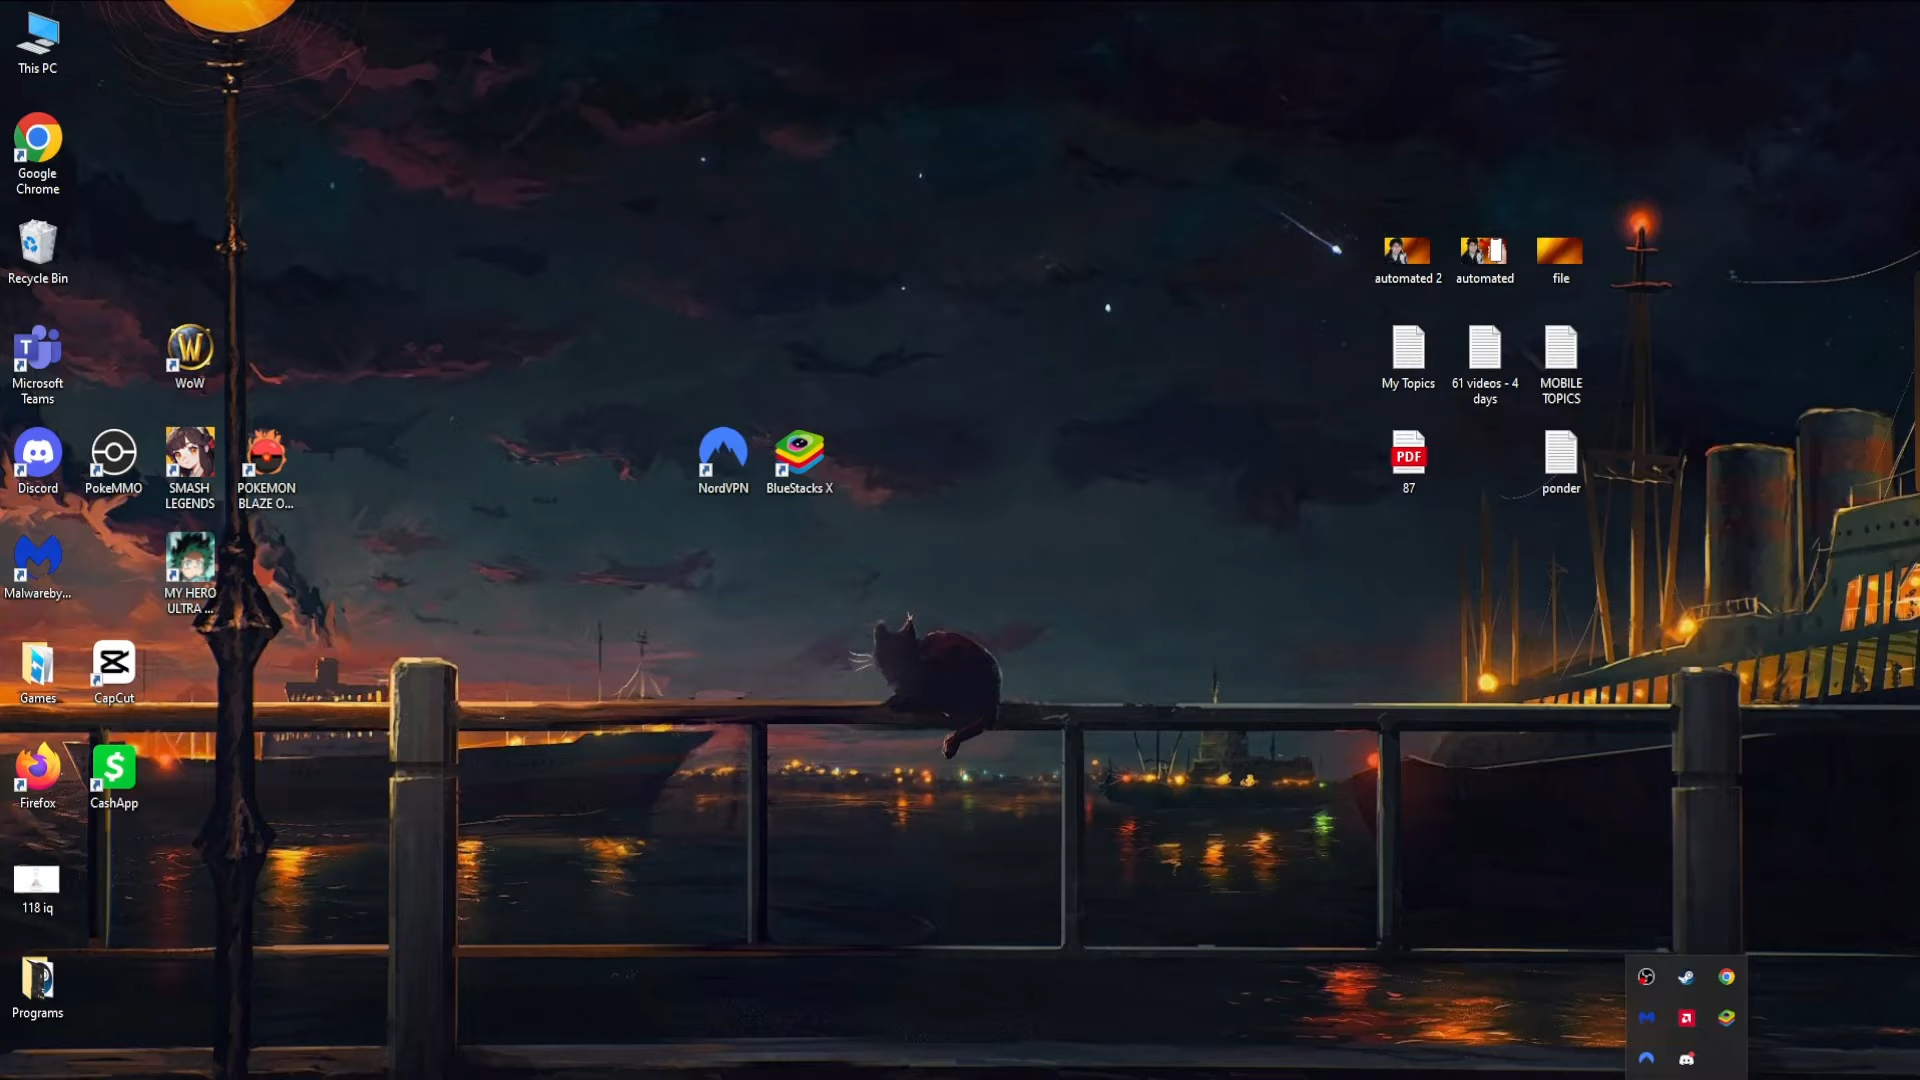 This PC
Google
Chrome
Recycle Bin
Microsoft
Teams
WoW
Discord
PokeMMO
SMASH
LEGENDS
POKEMON
BLAZE O...
Malwareby...
MY HERO
ULTRA ...
Games
CapCut
Firefox
CashApp
118 iq
Programs
NordVPN
BlueStacks X
automated 2
automated
file
My Topics
61 videos - 4
days
MOBILE
TOPICS
PDF
87
ponder